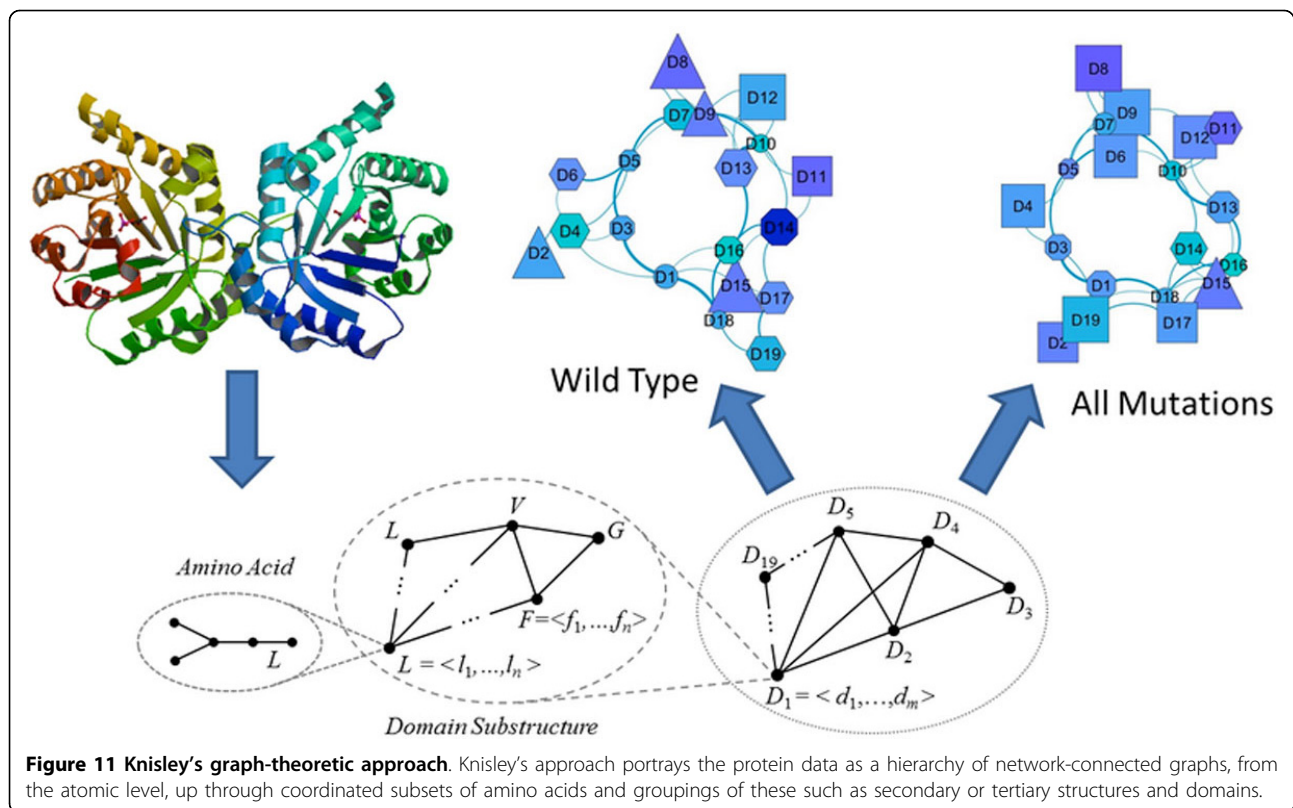 D8
D12
D7
D9
D10
D5
D13
D6
D11
D4
D3
D14
D2
D16
D1
D15
D17
D18
D19
Wild Type
D8
D9
D7
D12
D11
D6
D5
D10
D4
D13
D3
D14
D16
D1
D15
D18
D19
D17
D2
All Mutations
Amino Acid
L
L
V
G
F=<f1,...fn>
L = <l1,...,ln>
Domain Substructure
D5
D4
D19
D3
D2
D1 = < d1,...,dm>
Figure 11 Knisley's graph-theoretic approach. Knisley's approach portrays the protein data as a hierarchy of network-connected graphs, from
the atomic level, up through coordinated subsets of amino acids and groupings of these such as secondary or tertiary structures and domains.